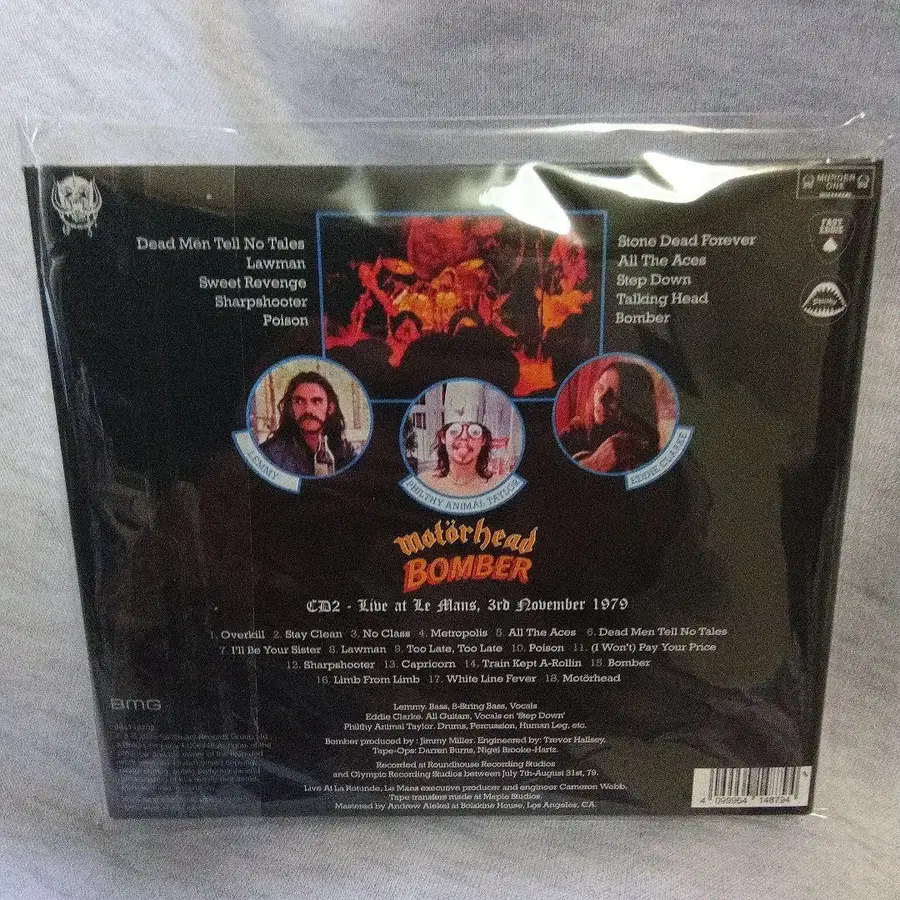 Dead Men Tell No Tales
Lawman
Sweet Revenge
Sharpshooter
Poison
Stone Dead Forever
All The Aces
Step Down
Talking Head
Bomber
MURDER
ONE
LEMMY
PHILTHY ANIMAL TAYLOR
EDDIE CLARKE
Motörhead
BOMBER
CD2 - Live at Le Mans, 3rd November 1979
1. Overkill 2. Stay Clean 3. No Class 4. Metropolis 5. All The Aces 6. Dead Men Tell No Tales
7. I'll Be Your Sister 8. Lawman 9. Too Late, Too Late 10. Poison 11. (I Won't) Pay Your Price
12. Sharpshooter 13. Capricorn 14. Train Kept A-Rollin 15. Bomber
16. Limb From Limb 17. White Line Fever 18. Motörhead
BMG
Lemmy. Bass, 8-String Bass, Vocals
Eddie Clarke. All Guitars, Vocals on 'Step Down'
Philthy Animal Taylor. Drums, Percussion, Human Leg, etc.
Bomber produced by: Jimmy Miller. Engineered by: Trevor Hallsey.
Tape-Ops: Darren Burns, Nigel Brooke-Hartz.
Recorded at Roundhouse Recording Studios
and Olympic Recording Studios between July 7th-August 31st, 79.
Live At La Rotunde, Le Mans executive producer and engineer Cameron Webb.
Tape transfers made at Maple Studios.
Mastered by Andrew Alekel at Bolskine House, Los Angeles, CA.
4 099964 148794